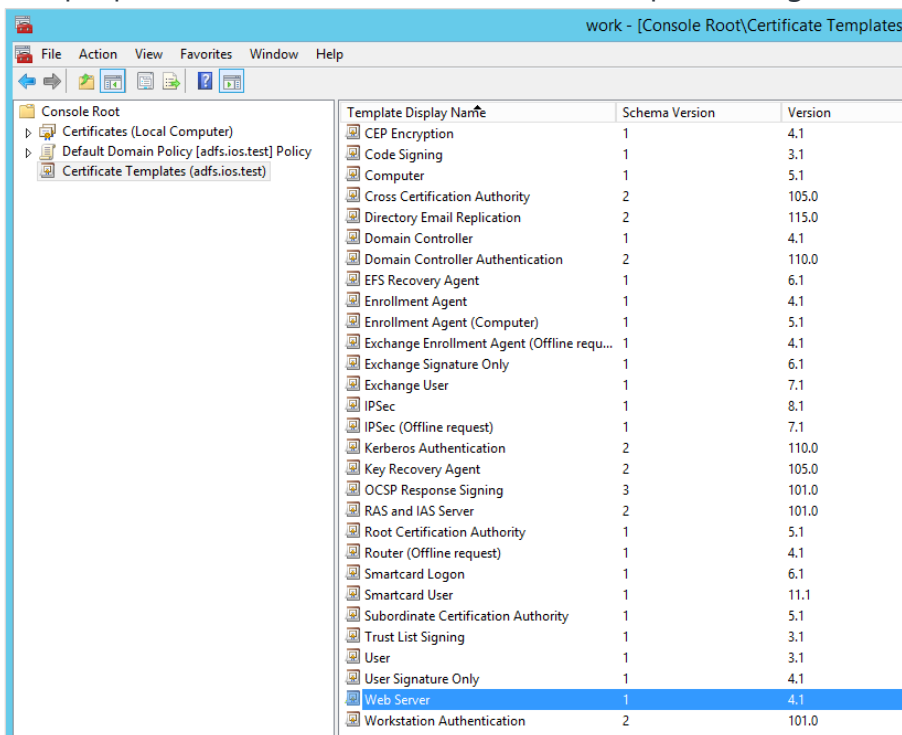 work - [Console Root\Certificate Templates
File Action View Favorites Window Help
Console Root
Certificates (Local Computer)
Default Domain Policy [adfs.ios.test] Policy
Certificate Templates (adfs.ios.test)
Template Display Name Schema Version Version
CEP Encryption 1 4.1
Code Signing 1 3.1
Computer 1 5.1
Cross Certification Authority 2 105.0
Directory Email Replication 2 115.0
Domain Controller 1 4.1
Domain Controller Authentication 2 110.0
EFS Recovery Agent 1 6.1
Enrollment Agent 1 4.1
Enrollment Agent (Computer) 1 5.1
Exchange Enrollment Agent (Offline requ... 1 4.1
Exchange Signature Only 1 6.1
Exchange User 1 7.1
IPSec 1 8.1
IPSec (Offline request) 1 7.1
Kerberos Authentication 2 110.0
Key Recovery Agent 2 105.0
OCSP Response Signing 3 101.0
RAS and IAS Server 2 101.0
Root Certification Authority 1 5.1
Router (Offline request) 1 4.1
Smartcard Logon 1 6.1
Smartcard User 1 11.1
Subordinate Certification Authority 1 5.1
Trust List Signing 1 3.1
User 1 3.1
User Signature Only 1 4.1
Web Server 1 4.1
Workstation Authentication 2 101.0